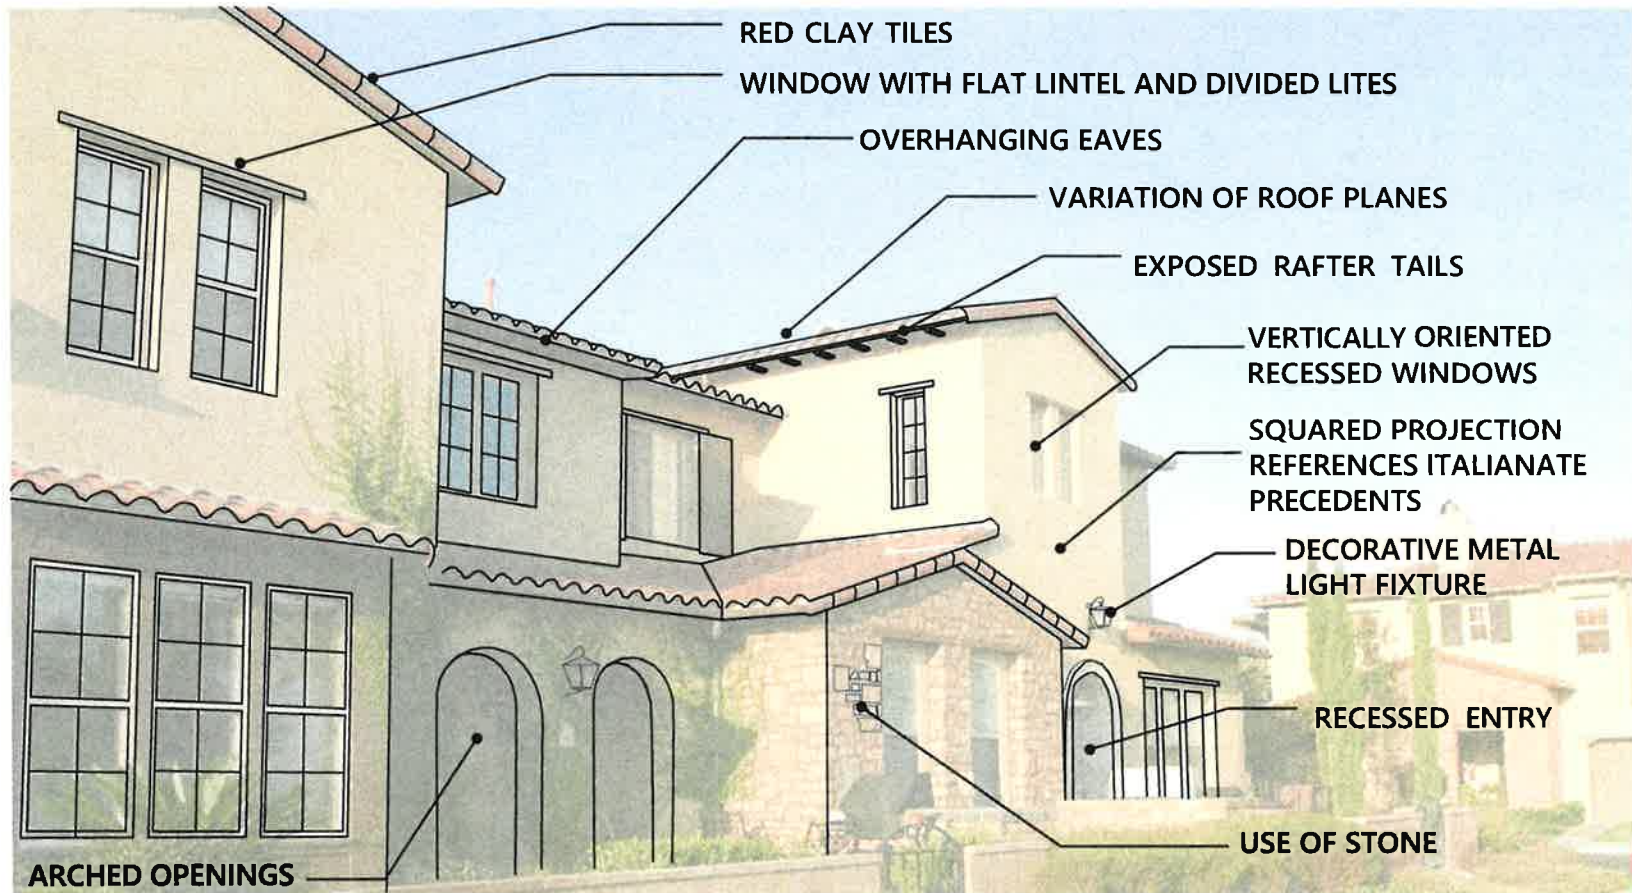 RED CLAY TILES
WINDOW WITH FLAT LINTEL AND DIVIDED LITES
OVERHANGING EAVES
VARIATION OF ROOF PLANES
EXPOSED RAFTER TAILS
VERTICALLY ORIENTED
RECESSED WINDOWS
SQUARED PROJECTION
REFERENCES ITALIANATE
PRECEDENTS
DECORATIVE METAL
LIGHT FIXTURE
RECESSED ENTRY
USE OF STONE
ARCHED OPENINGS